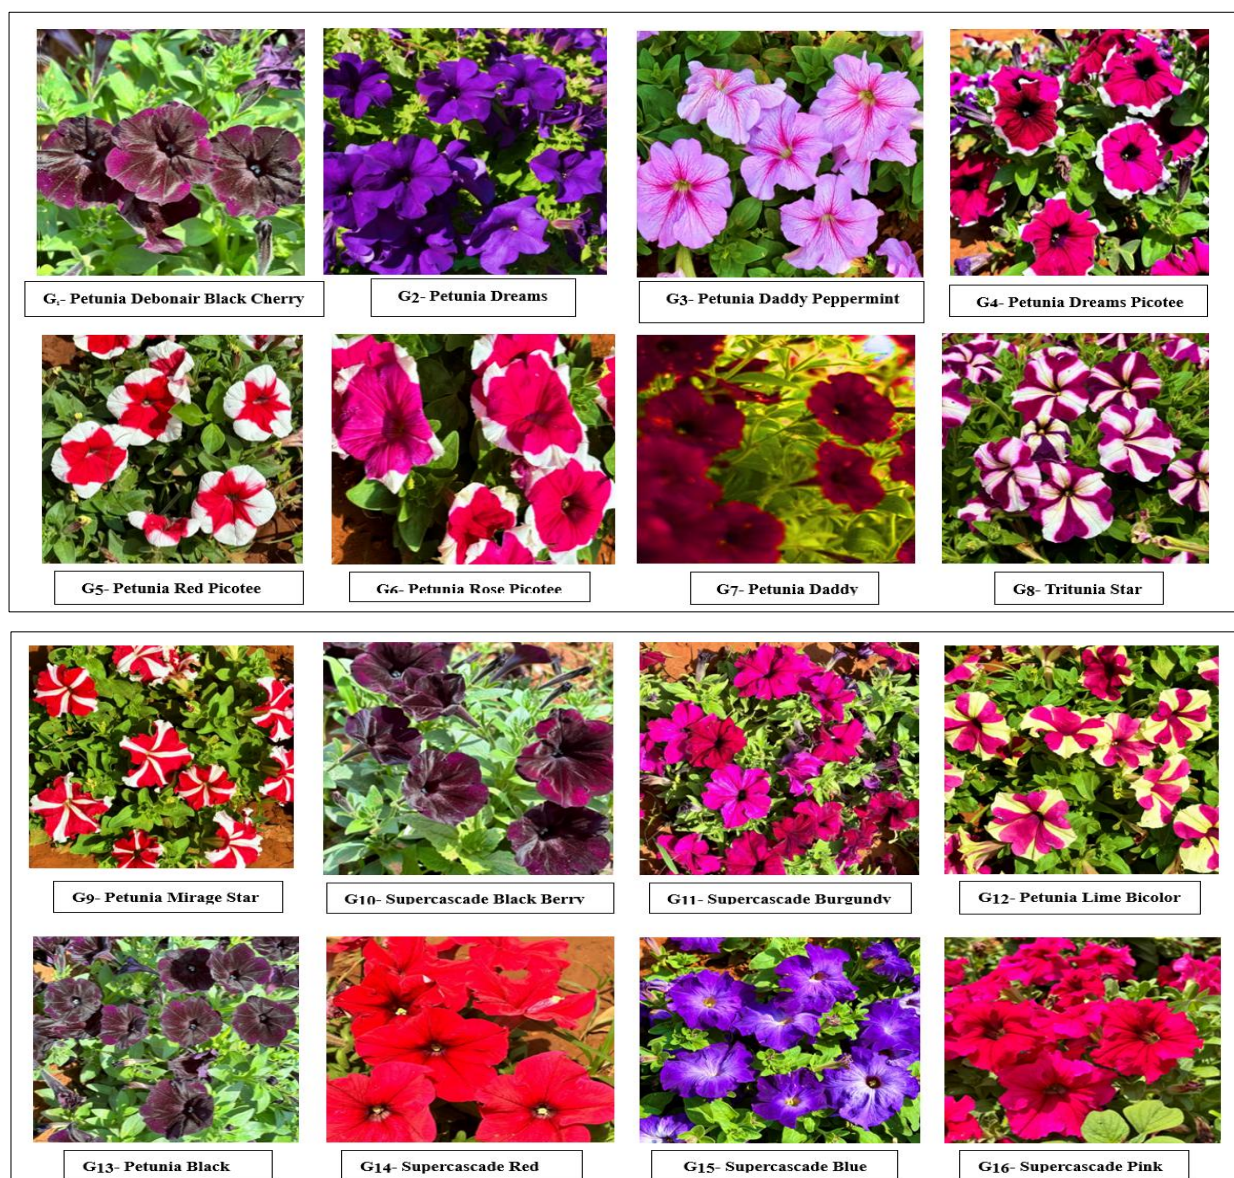 G1- Petunia Debonair Black Cherry
G2- Petunia Dreams
G3- Petunia Daddy Peppermint
G4- Petunia Dreams Picotee
G5- Petunia Red Picotee
G6- Petunia Rose Picotee
G7- Petunia Daddy
G8- Tritunia Star
G9- Petunia Mirage Star
G10- Supercascade Black Berry
G11- Supercascade Burgundy
G12- Petunia Lime Bicolor
G13- Petunia Black
G14- Supercascade Red
G15- Supercascade Blue
G16- Supercascade Pink